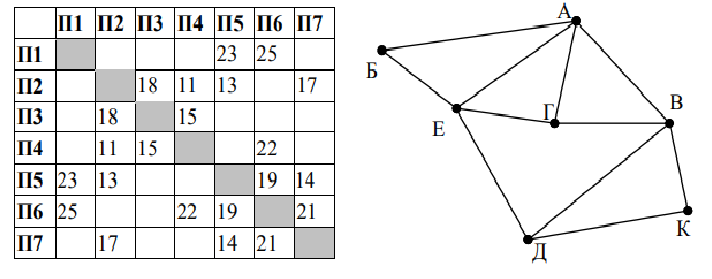 П1 П2 П3 П4 П5 П6 П7
П1 23 25
П2 18 11 13 17
П3 18 15
П4 11 15 22
П5 23 13 19 14
П6 25 22 19 21
П7 17 14 21
А
Б
В
Г
Е
К
Д